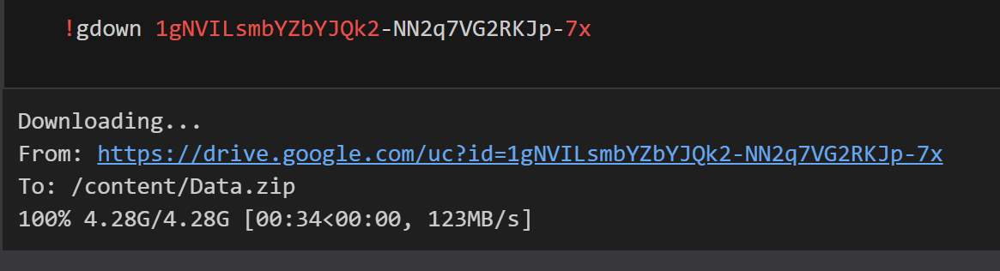 !gdown 1gNVILsmbYZbYJQk2-NN2q7VG2RKJp-7x
Downloading...
From: https://drive.google.com/uc?id=1gNVILsmbYZbYJQk2-NN2q7VG2RKJp-7x
To: /content/Data.zip
100% 4.28G/4.28G [00:34<00:00, 123MB/s]